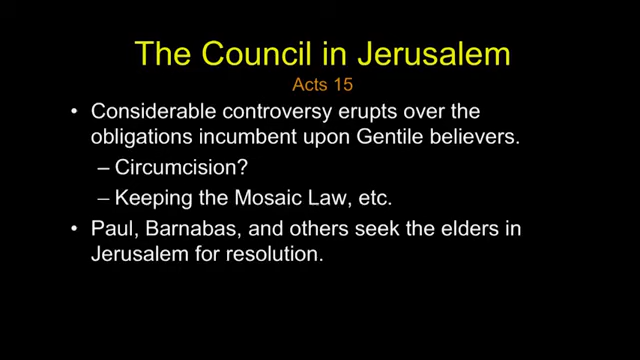 The Council in Jerusalem
Acts 15
• Considerable controversy erupts over the
obligations incumbent upon Gentile believers.
– Circumcision?
– Keeping the Mosaic Law, etc.
• Paul, Barnabas, and others seek the elders in
Jerusalem for resolution.